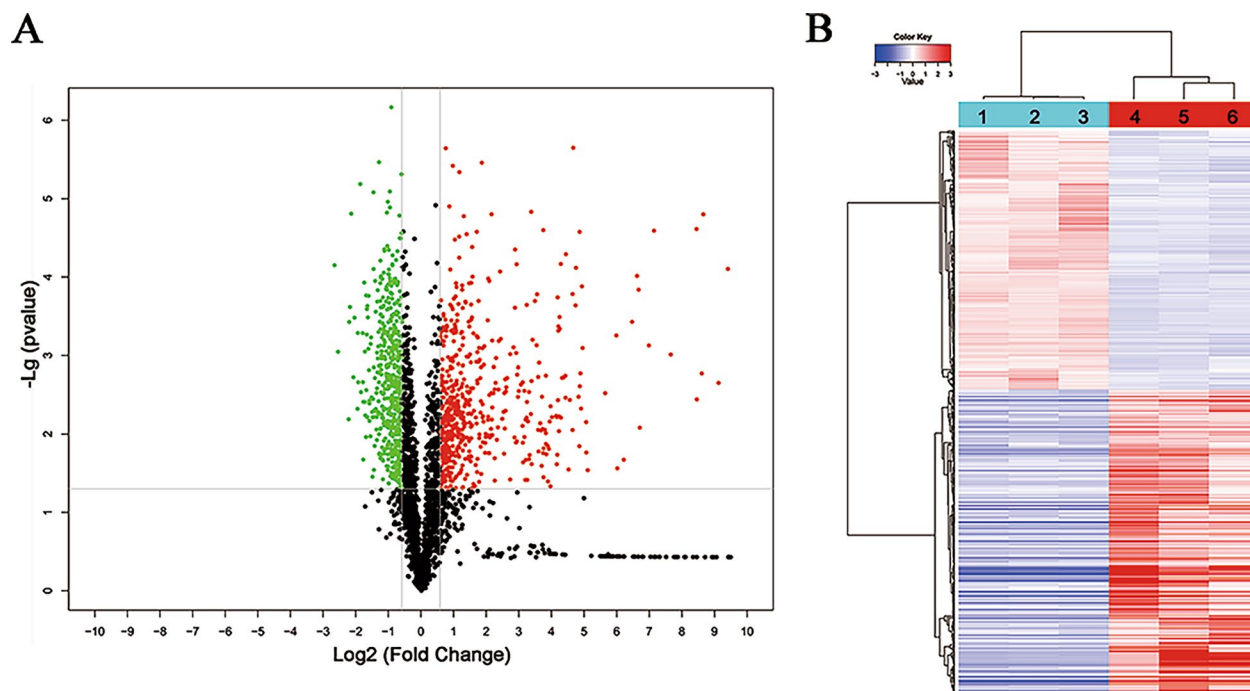 A
-Lg (pvalue)
6
5
4
3
2
1
0
−10 −9 −8 −7 −6 −5 −4 −3 −2 −1 0 1 2 3 4 5 6 7 8 9 10
Log2 (Fold Change)
B
Color Key
−3 −1 0 1 2 3
Value
1 2 3 4 5 6